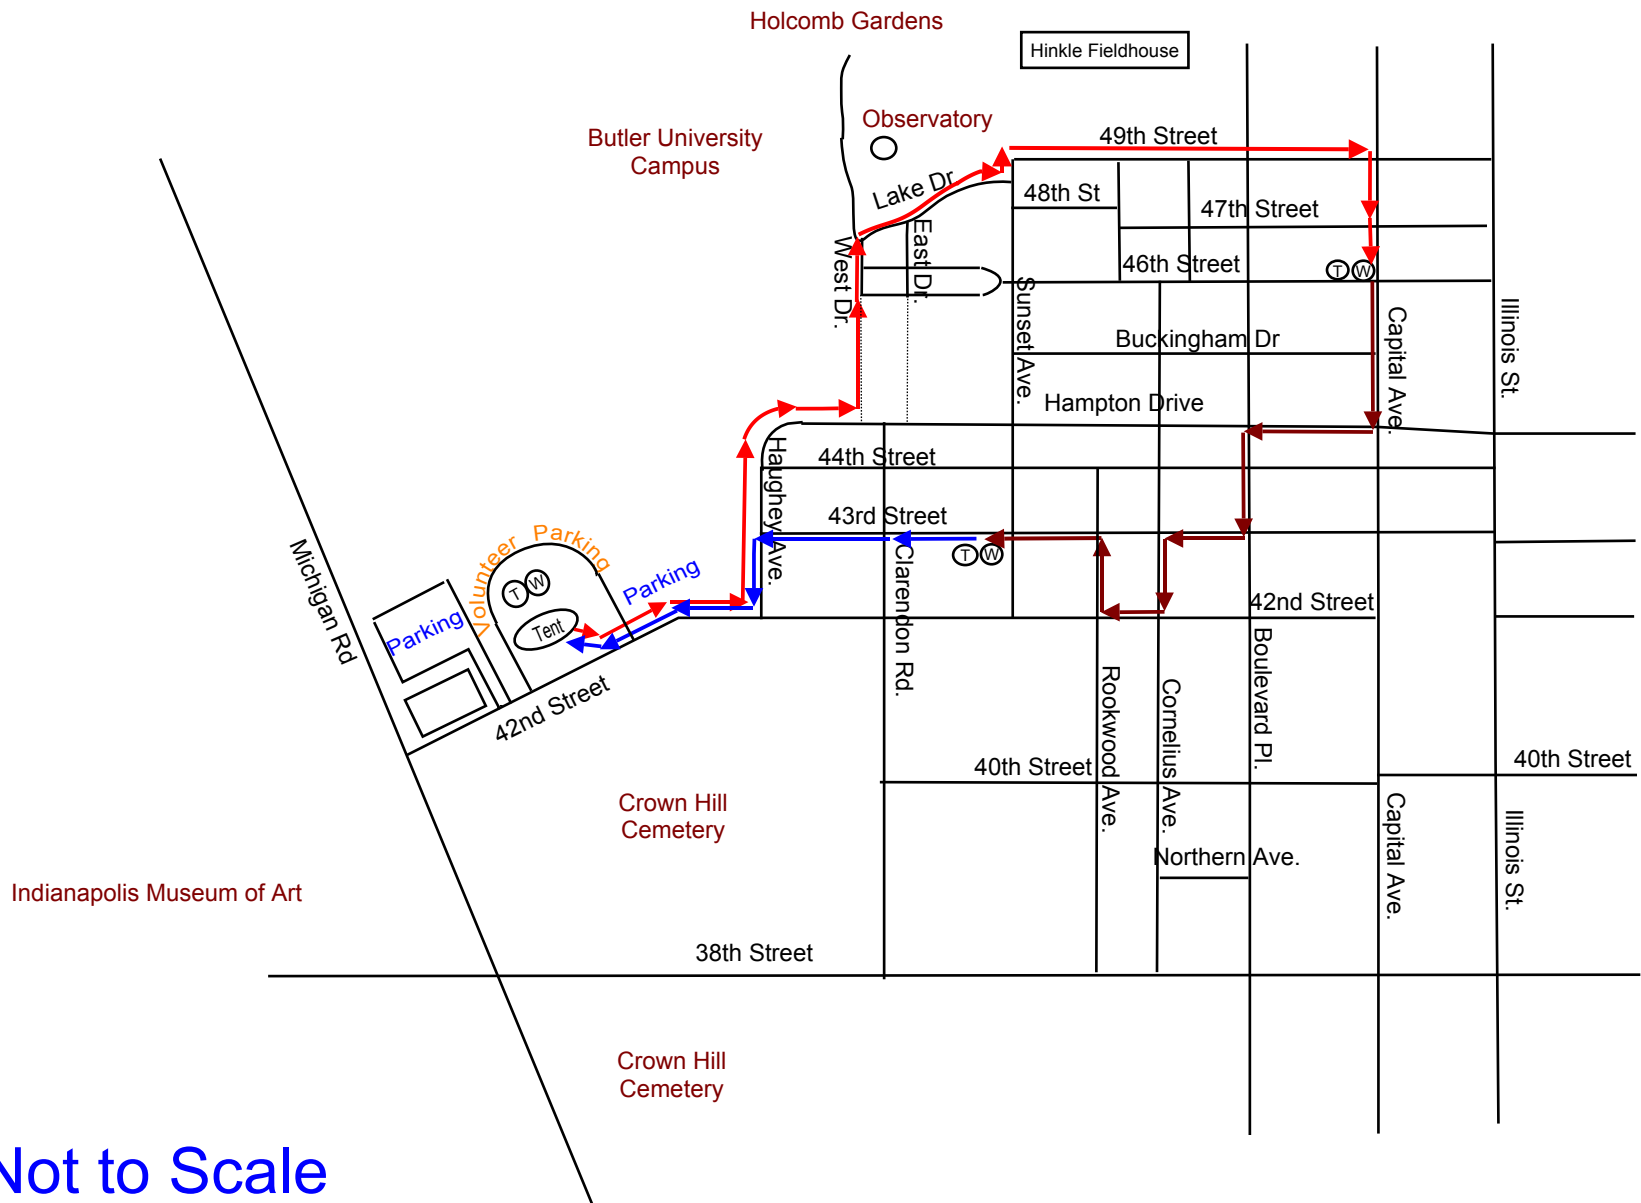 Holcomb Gardens
Hinkle Fieldhouse
Observatory
Butler University
Campus
49th Street
Lake Dr
48th St
47th Street
West Dr.
East Dr.
46th Street
T W
Sunset Ave.
Illinois St.
Capital Ave.
Buckingham Dr
Hampton Drive
Haughey Ave.
44th Street
43rd Street
T W
Volunteer Parking
Michigan Rd
T W
Parking
Tent
Parking
Clarendon Rd.
42nd Street
42nd Street
Boulevard Pl.
Rookwood Ave.
Cornelius Ave.
40th Street
40th Street
Crown Hill
Cemetery
Capital Ave.
Illinois St.
Northern Ave.
Indianapolis Museum of Art
38th Street
Crown Hill
Cemetery
Not to Scale